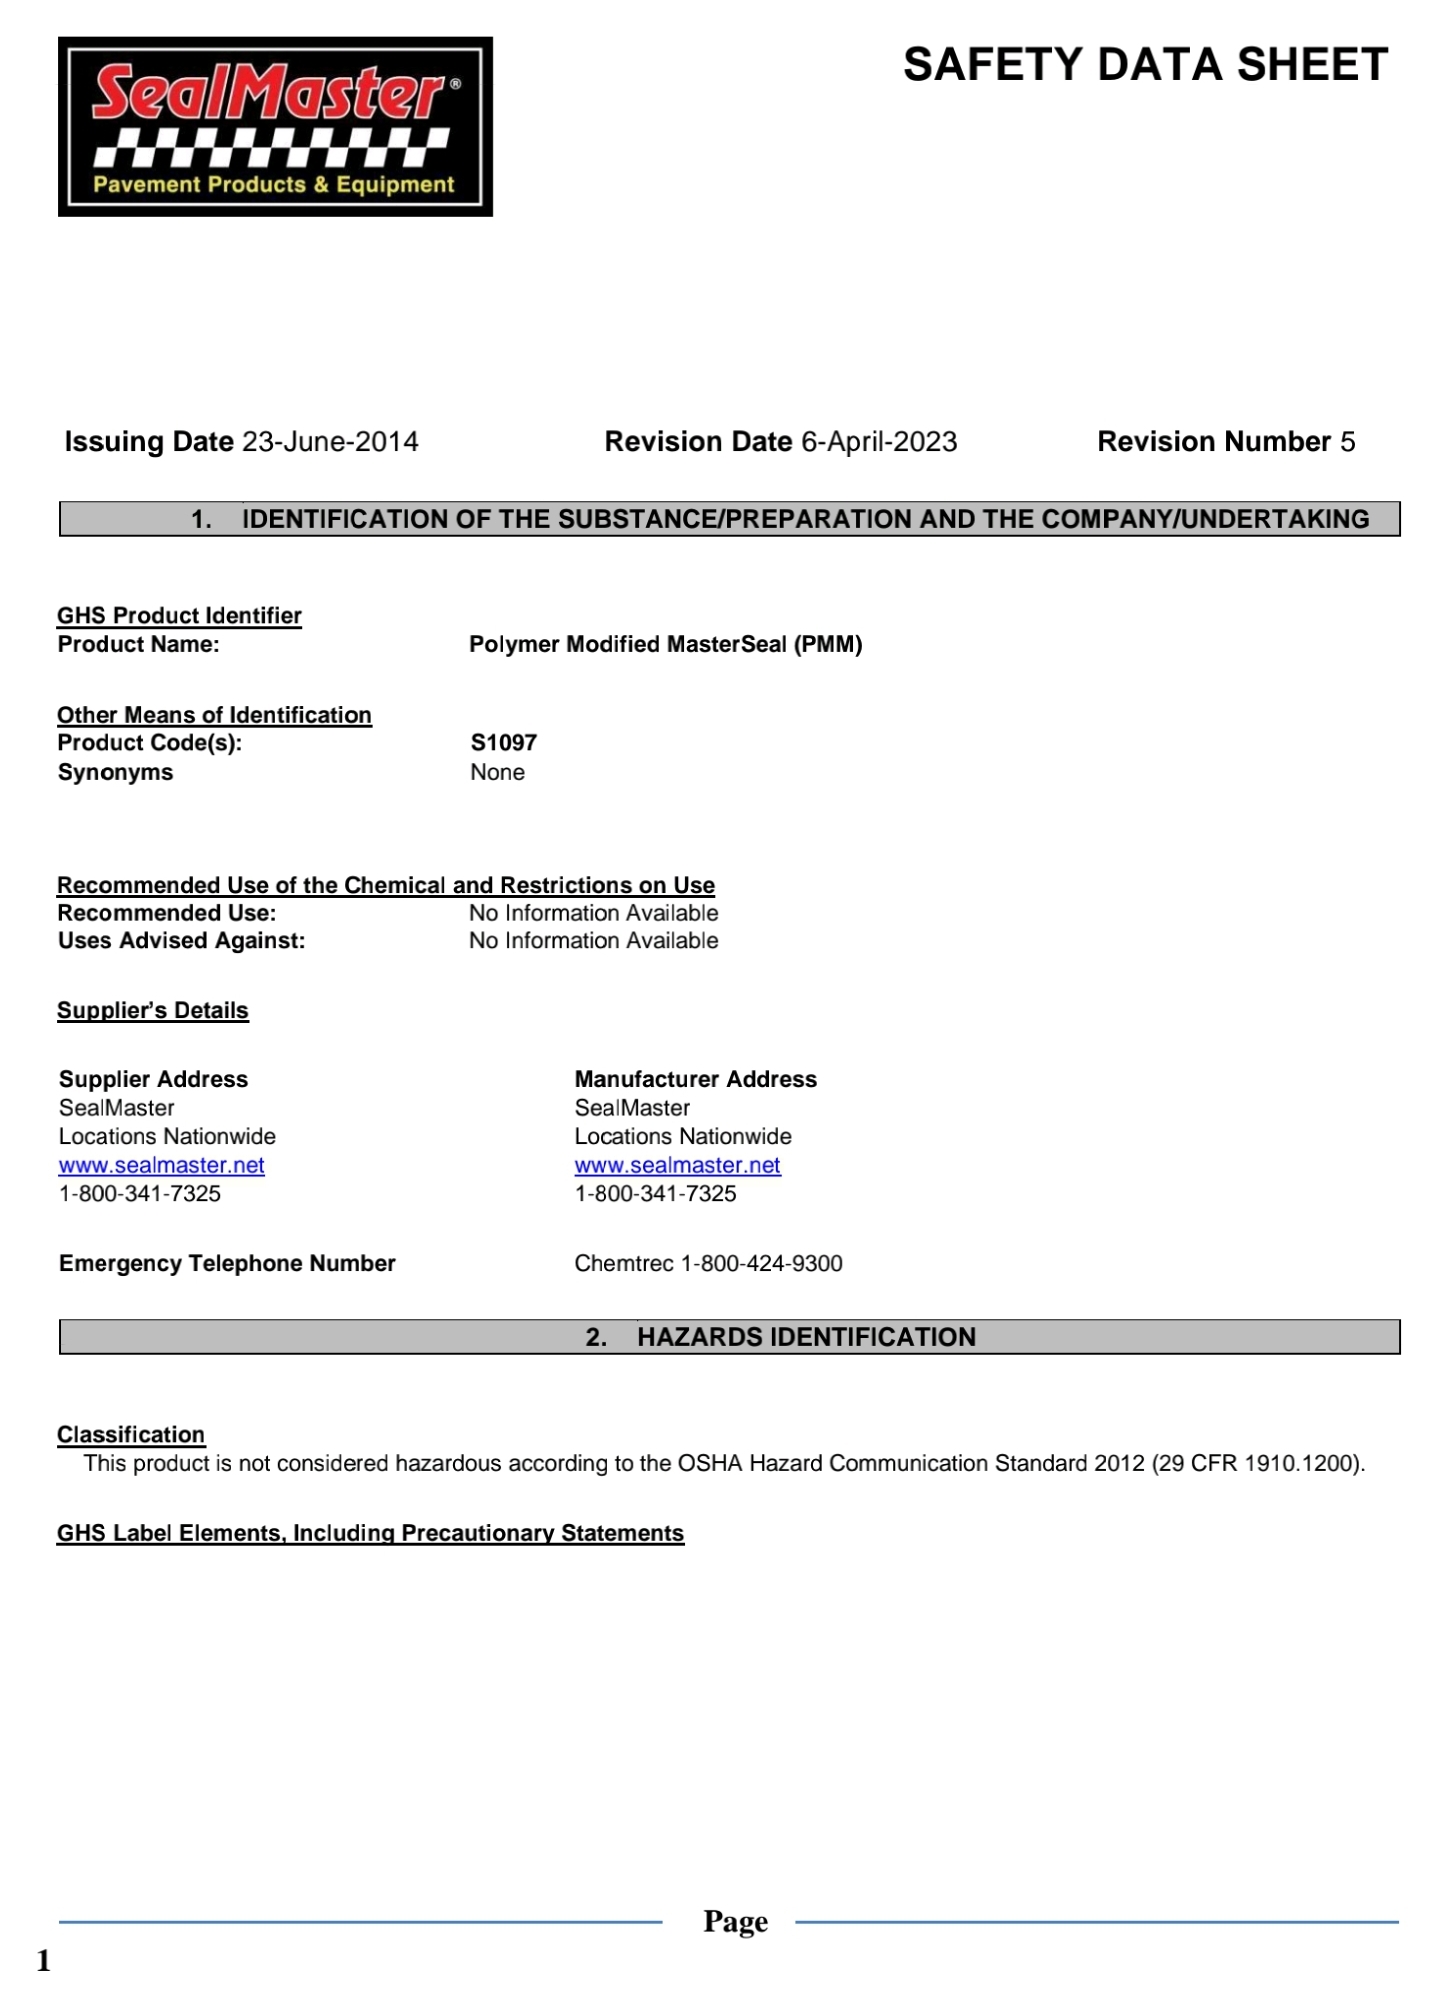 SealMaster®
Pavement Products & Equipment
SAFETY DATA SHEET
Issuing Date 23-June-2014 Revision Date 6-April-2023 Revision Number 5
1. IDENTIFICATION OF THE SUBSTANCE/PREPARATION AND THE COMPANY/UNDERTAKING
GHS Product Identifier
Product Name: Polymer Modified MasterSeal (PMM)
Other Means of Identification
Product Code(s): S1097
Synonyms None
Recommended Use of the Chemical and Restrictions on Use
Recommended Use: No Information Available
Uses Advised Against: No Information Available
Supplier’s Details
Supplier Address Manufacturer Address
SealMaster SealMaster
Locations Nationwide Locations Nationwide
www.sealmaster.net www.sealmaster.net
1-800-341-7325 1-800-341-7325
Emergency Telephone Number Chemtrec 1-800-424-9300
2. HAZARDS IDENTIFICATION
Classification
This product is not considered hazardous according to the OSHA Hazard Communication Standard 2012 (29 CFR 1910.1200).
GHS Label Elements, Including Precautionary Statements
Page
1